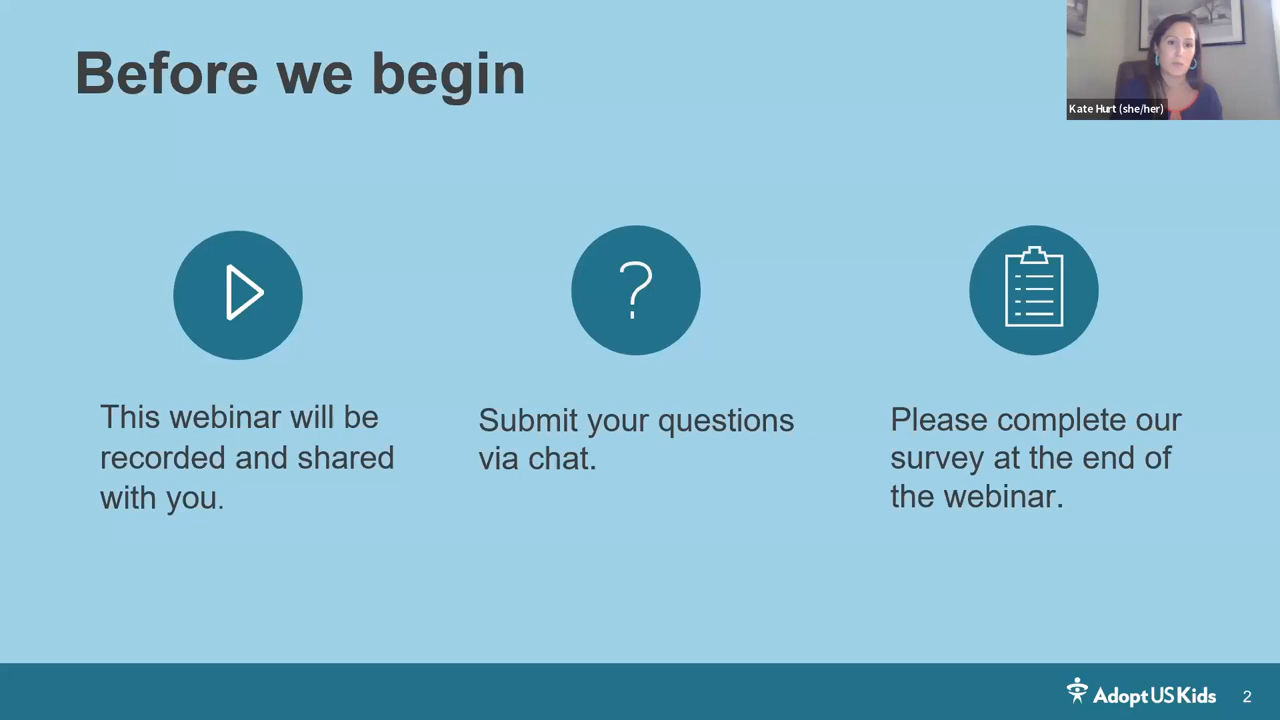 Before we begin
Kate Hurt (she/her)
?
This webinar will be
recorded and shared
with you.
Submit your questions
via chat.
Please complete our
survey at the end of
the webinar.
AdoptUSKids
2